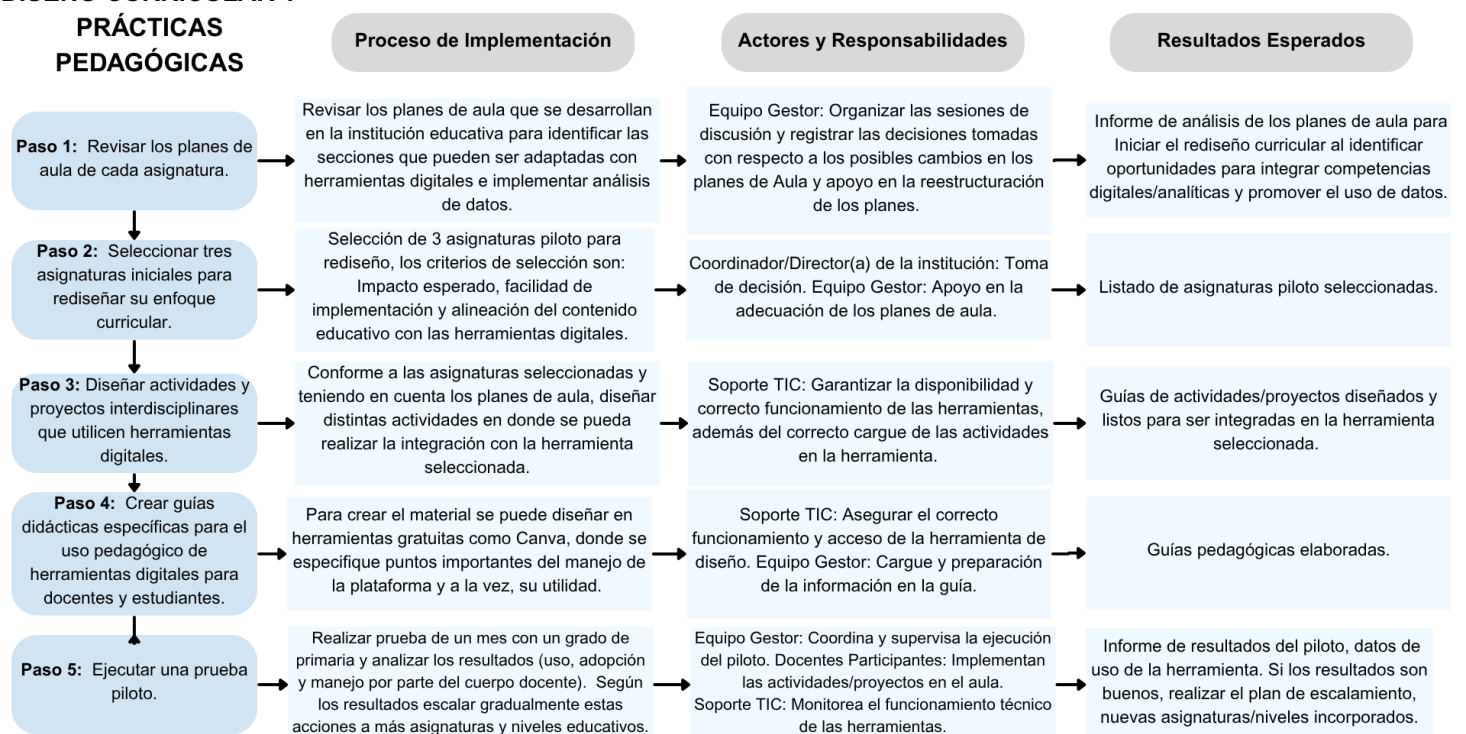 PRÁCTICAS
PEDAGÓGICAS
Proceso de Implementación
Actores y Responsabilidades
Resultados Esperados
Paso 1: Revisar los planes de
aula de cada asignatura.
Revisar los planes de aula que se desarrollan
en la institución educativa para identificar las
secciones que pueden ser adaptadas con
herramientas digitales e implementar análisis
de datos.
Equipo Gestor: Organizar las sesiones de
discusión y registrar las decisiones tomadas
con respecto a los posibles cambios en los
planes de Aula y apoyo en la reestructuración
de los planes.
Informe de análisis de los planes de aula para
Iniciar el rediseño curricular al identificar
oportunidades para integrar competencias
digitales/analíticas y promover el uso de datos.
Paso 2: Seleccionar tres
asignaturas iniciales para
rediseñar su enfoque
curricular.
Selección de 3 asignaturas piloto para
rediseño, los criterios de selección son:
Impacto esperado, facilidad de
implementación y alineación del contenido
educativo con las herramientas digitales.
Coordinador/Director(a) de la institución: Toma
de decisión. Equipo Gestor: Apoyo en la
adecuación de los planes de aula.
Listado de asignaturas piloto seleccionadas.
Paso 3: Diseñar actividades y
proyectos interdisciplinares
que utilicen herramientas
digitales.
Conforme a las asignaturas seleccionadas y
teniendo en cuenta los planes de aula, diseñar
distintas actividades en donde se pueda
realizar la integración con la herramienta
seleccionada.
Soporte TIC: Garantizar la disponibilidad y
correcto funcionamiento de las herramientas,
además del correcto cargue de las actividades
en la herramienta.
Guías de actividades/proyectos diseñados y
listos para ser integradas en la herramienta
seleccionada.
Paso 4: Crear guías
didácticas específicas para el
uso pedagógico de
herramientas digitales para
docentes y estudiantes.
Para crear el material se puede diseñar en
herramientas gratuitas como Canva, donde se
especifique puntos importantes del manejo de
la plataforma y a la vez, su utilidad.
Soporte TIC: Asegurar el correcto
funcionamiento y acceso de la herramienta de
diseño. Equipo Gestor: Cargue y preparación
de la información en la guía.
Guías pedagógicas elaboradas.
Paso 5: Ejecutar una prueba
piloto.
Realizar prueba de un mes con un grado de
primaria y analizar los resultados (uso, adopción
y manejo por parte del cuerpo docente). Según
los resultados escalar gradualmente estas
acciones a más asignaturas y niveles educativos.
Equipo Gestor: Coordina y supervisa la ejecución
del piloto. Docentes Participantes: Implementan
las actividades/proyectos en el aula.
Soporte TIC: Monitorea el funcionamiento técnico
de las herramientas.
Informe de resultados del piloto, datos de
uso de la herramienta. Si los resultados son
buenos, realizar el plan de escalamiento,
nuevas asignaturas/niveles incorporados.